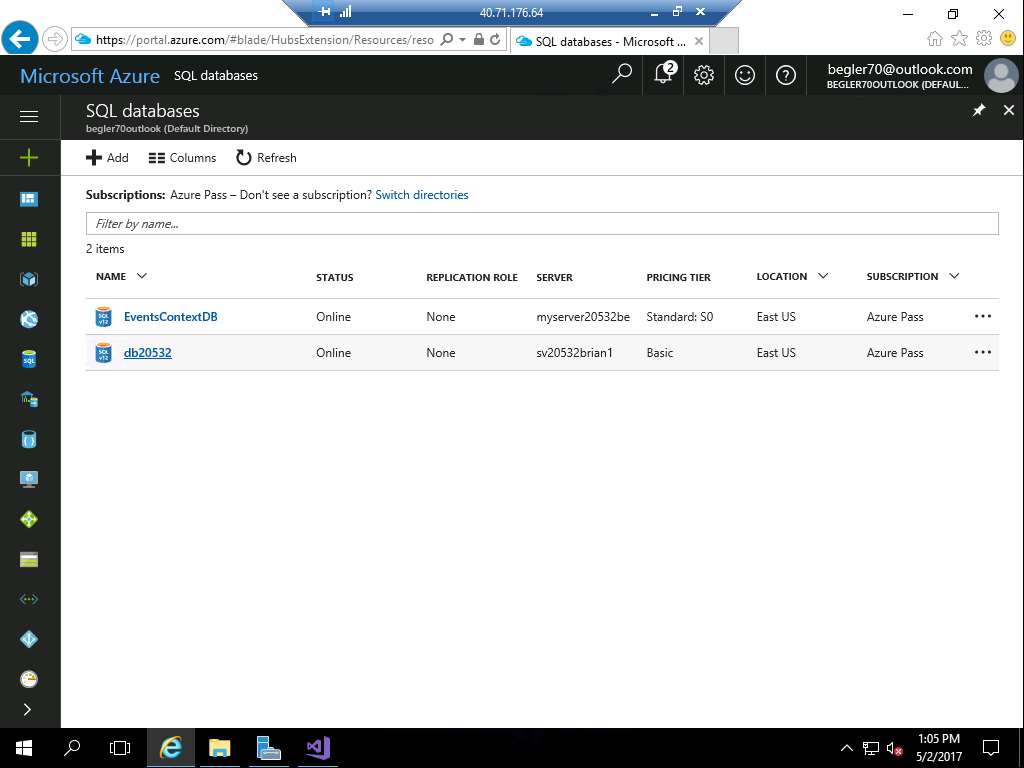 40.71.176.64
https://portal.azure.com/#blade/HubsExtension/Resources/reso
SQL databases - Microsoft ...
Microsoft Azure SQL databases
2
begler70@outlook.com
BEGLER70OUTLOOK (DEFAUL...
SQL databases
begler70outlook (Default Directory)
Add Columns Refresh
Subscriptions: Azure Pass – Don't see a subscription? Switch directories
Filter by name...
2 items
NAME STATUS REPLICATION ROLE SERVER PRICING TIER LOCATION SUBSCRIPTION
EventsContextDB Online None myserver20532be Standard: S0 East US Azure Pass
db20532 Online None sv20532brian1 Basic East US Azure Pass
1:05 PM
5/2/2017